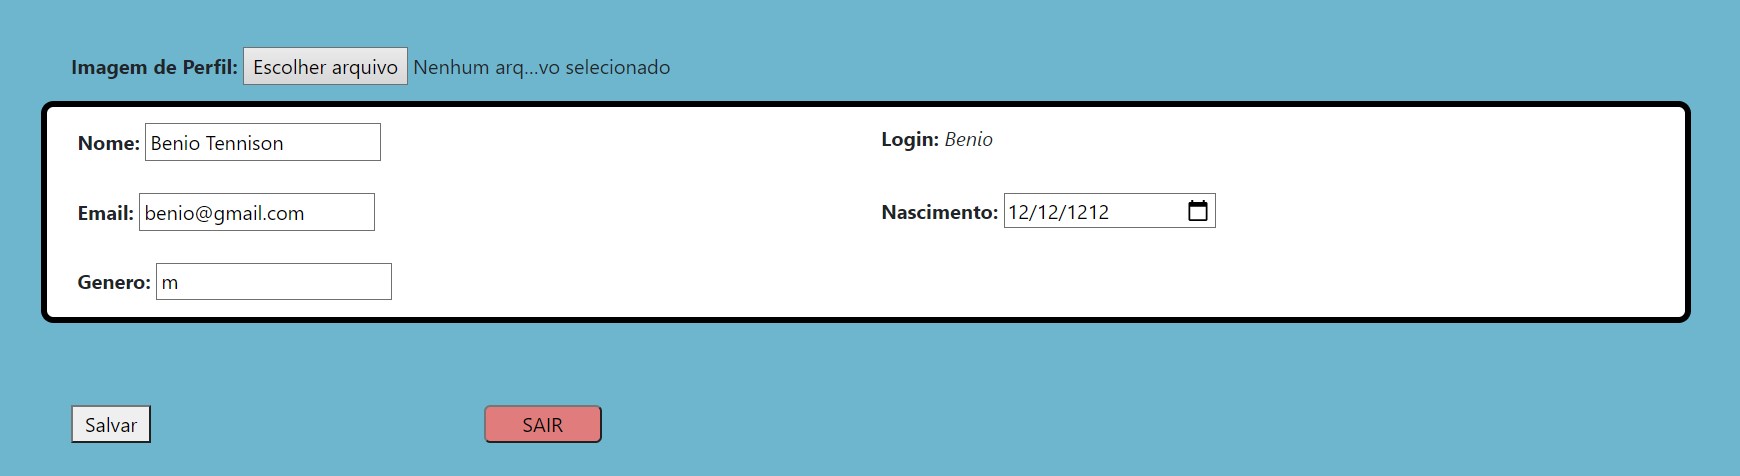 Imagem de Perfil: Escolher arquivo Nenhum arq...vo selecionado
Nome: Benio Tennison
Login: Benio
Email: benio@gmail.com
Nascimento: 12/12/1212
Genero: m
Salvar
SAIR